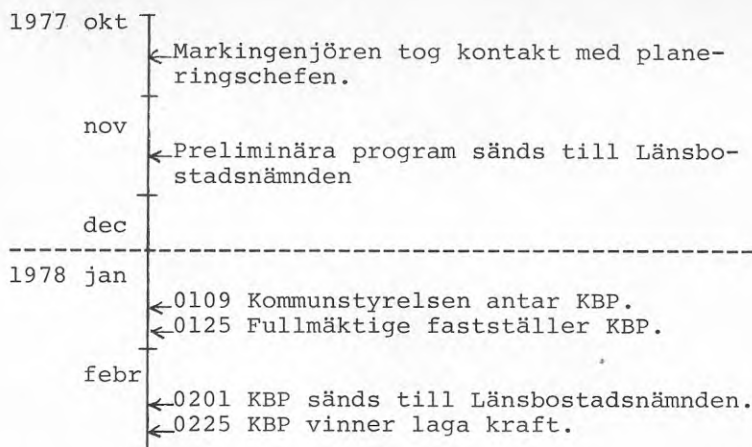 1977 okt
Markingenjören tog kontakt med plane-
ringschefen.
nov
Preliminära program sänds till Länsbo-
stadsnämnden
dec
1978 jan
0109 Kommunstyrelsen antar KBP.
0125 Fullmäktige fastställer KBP.
febr
0201 KBP sänds till Länsbostadsnämnden.
0225 KBP vinner laga kraft.